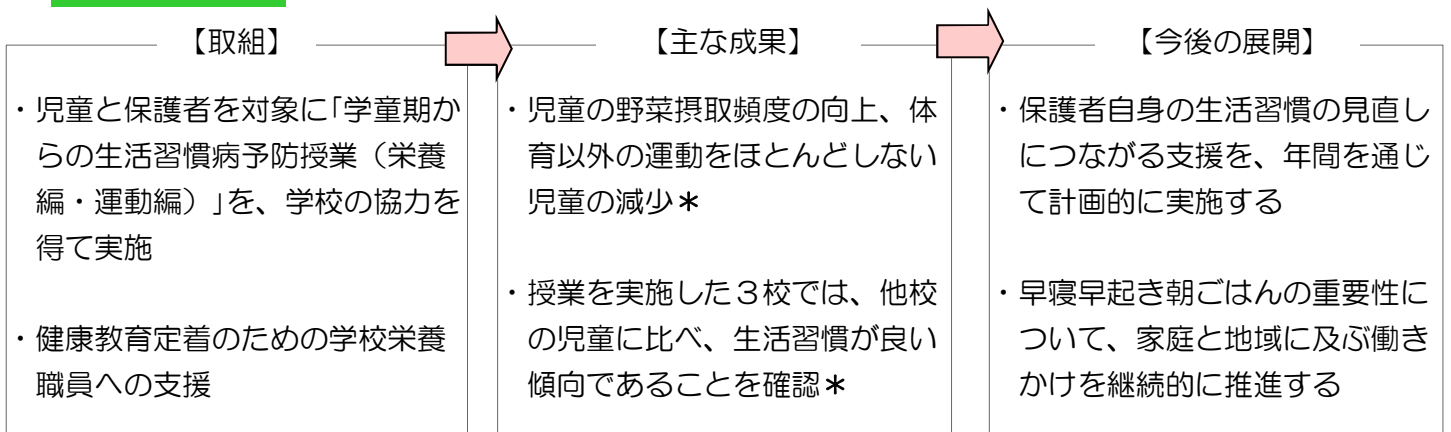 【取組】
・児童と保護者を対象に「学童期か
らの生活習慣病予防授業（栄養
編・運動編）」を、学校の協力を
得て実施
・健康教育定着のための学校栄養
職員への支援
【主な成果】
・児童の野菜摂取頻度の向上、体
育以外の運動をほとんどしない
児童の減少＊
・授業を実施した３校では、他校
の児童に比べ、生活習慣が良い
傾向であることを確認＊
【今後の展開】
・保護者自身の生活習慣の見直し
につながる支援を、年間を通じ
て計画的に実施する
・早寝早起き朝ごはんの重要性に
ついて、家庭と地域に及ぶ働き
かけを継続的に推進する